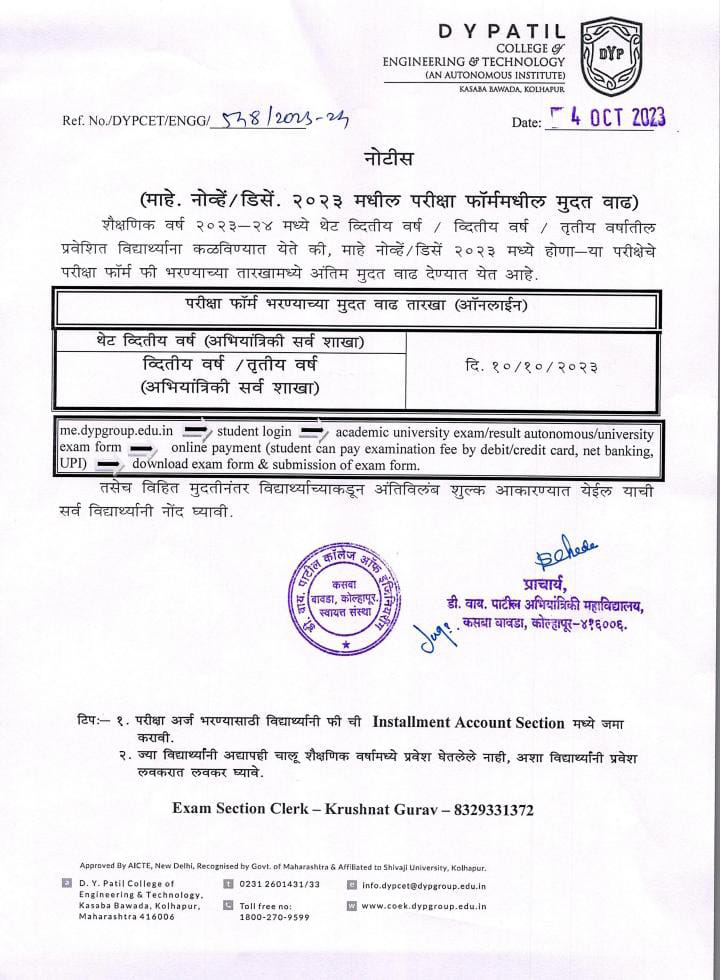 D Y PATIL
COLLEGE of
ENGINEERING & TECHNOLOGY
(AN AUTONOMOUS INSTITUTE)
KASABA BAWADA, KOLHAPUR
DYP
Ref. No./DYPCET/ENGG/ 548/2023-24
Date: 4 OCT 2023
नोटीस
(माहे. नोव्हें/डिसें. २०२३ मधील परीक्षा फॉर्ममधील मुदत वाढ)
शैक्षणिक वर्ष २०२३–२४ मध्ये थेट व्दितीय वर्ष / व्दितीय वर्ष / तृतीय वर्षातील
प्रवेशित विद्यार्थ्यांना कळविण्यात येते की, माहे नोव्हें/डिसें २०२३ मध्ये होणा–या परीक्षेचे
परीक्षा फॉर्म फी भरण्याच्या तारखामध्ये अंतिम मुदत वाढ देण्यात येत आहे.
परीक्षा फॉर्म भरण्याच्या मुदत वाढ तारखा (ऑनलाईन)
थेट व्दितीय वर्ष (अभियांत्रिकी सर्व शाखा)
व्दितीय वर्ष /तृतीय वर्ष
(अभियांत्रिकी सर्व शाखा)
दि. १०/१०/२०२३
me.dypgroup.edu.in student login academic university exam/result autonomous/university
exam form online payment (student can pay examination fee by debit/credit card, net banking,
UPI) download exam form & submission of exam form.
तसेच विहित मुदतीनंतर विद्यार्थ्यांच्याकडून अंतिविलंब शुल्क आकारण्यात येईल याची
सर्व विद्यार्थ्यांनी नोंद घ्यावी.
डी. वाय. पाटील कॉलेज ऑफ इंजिनिअरींग
कसबा
बावडा, कोल्हापूर.
स्वायत्त संस्था
प्राचार्य,
डी. वाय. पाटील अभियांत्रिकी महाविद्यालय,
कसबा बावडा, कोल्हापूर–४१६००६.
टिपः– १. परीक्षा अर्ज भरण्यासाठी विद्यार्थांनी फी ची Installment Account Section मध्ये जमा
करावी.
२. ज्या विद्यार्थ्यांनी अद्यापही चालू शैक्षणिक वर्षामध्ये प्रवेश घेतलेले नाही, अशा विद्यार्थ्यांनी प्रवेश
लवकरात लवकर घ्यावे.
Exam Section Clerk – Krushnat Gurav – 8329331372
Approved By AICTE, New Delhi, Recognised by Govt. of Maharashtra & Affiliated to Shivaji University, Kolhapur.
a D. Y. Patil College of
Engineering & Technology,
Kasaba Bawada, Kolhapur,
Maharashtra 416006
t 0231 2601431/33
Toll free no:
1800-270-9599
e info.dypcet@dypgroup.edu.in
w www.coek.dypgroup.edu.in